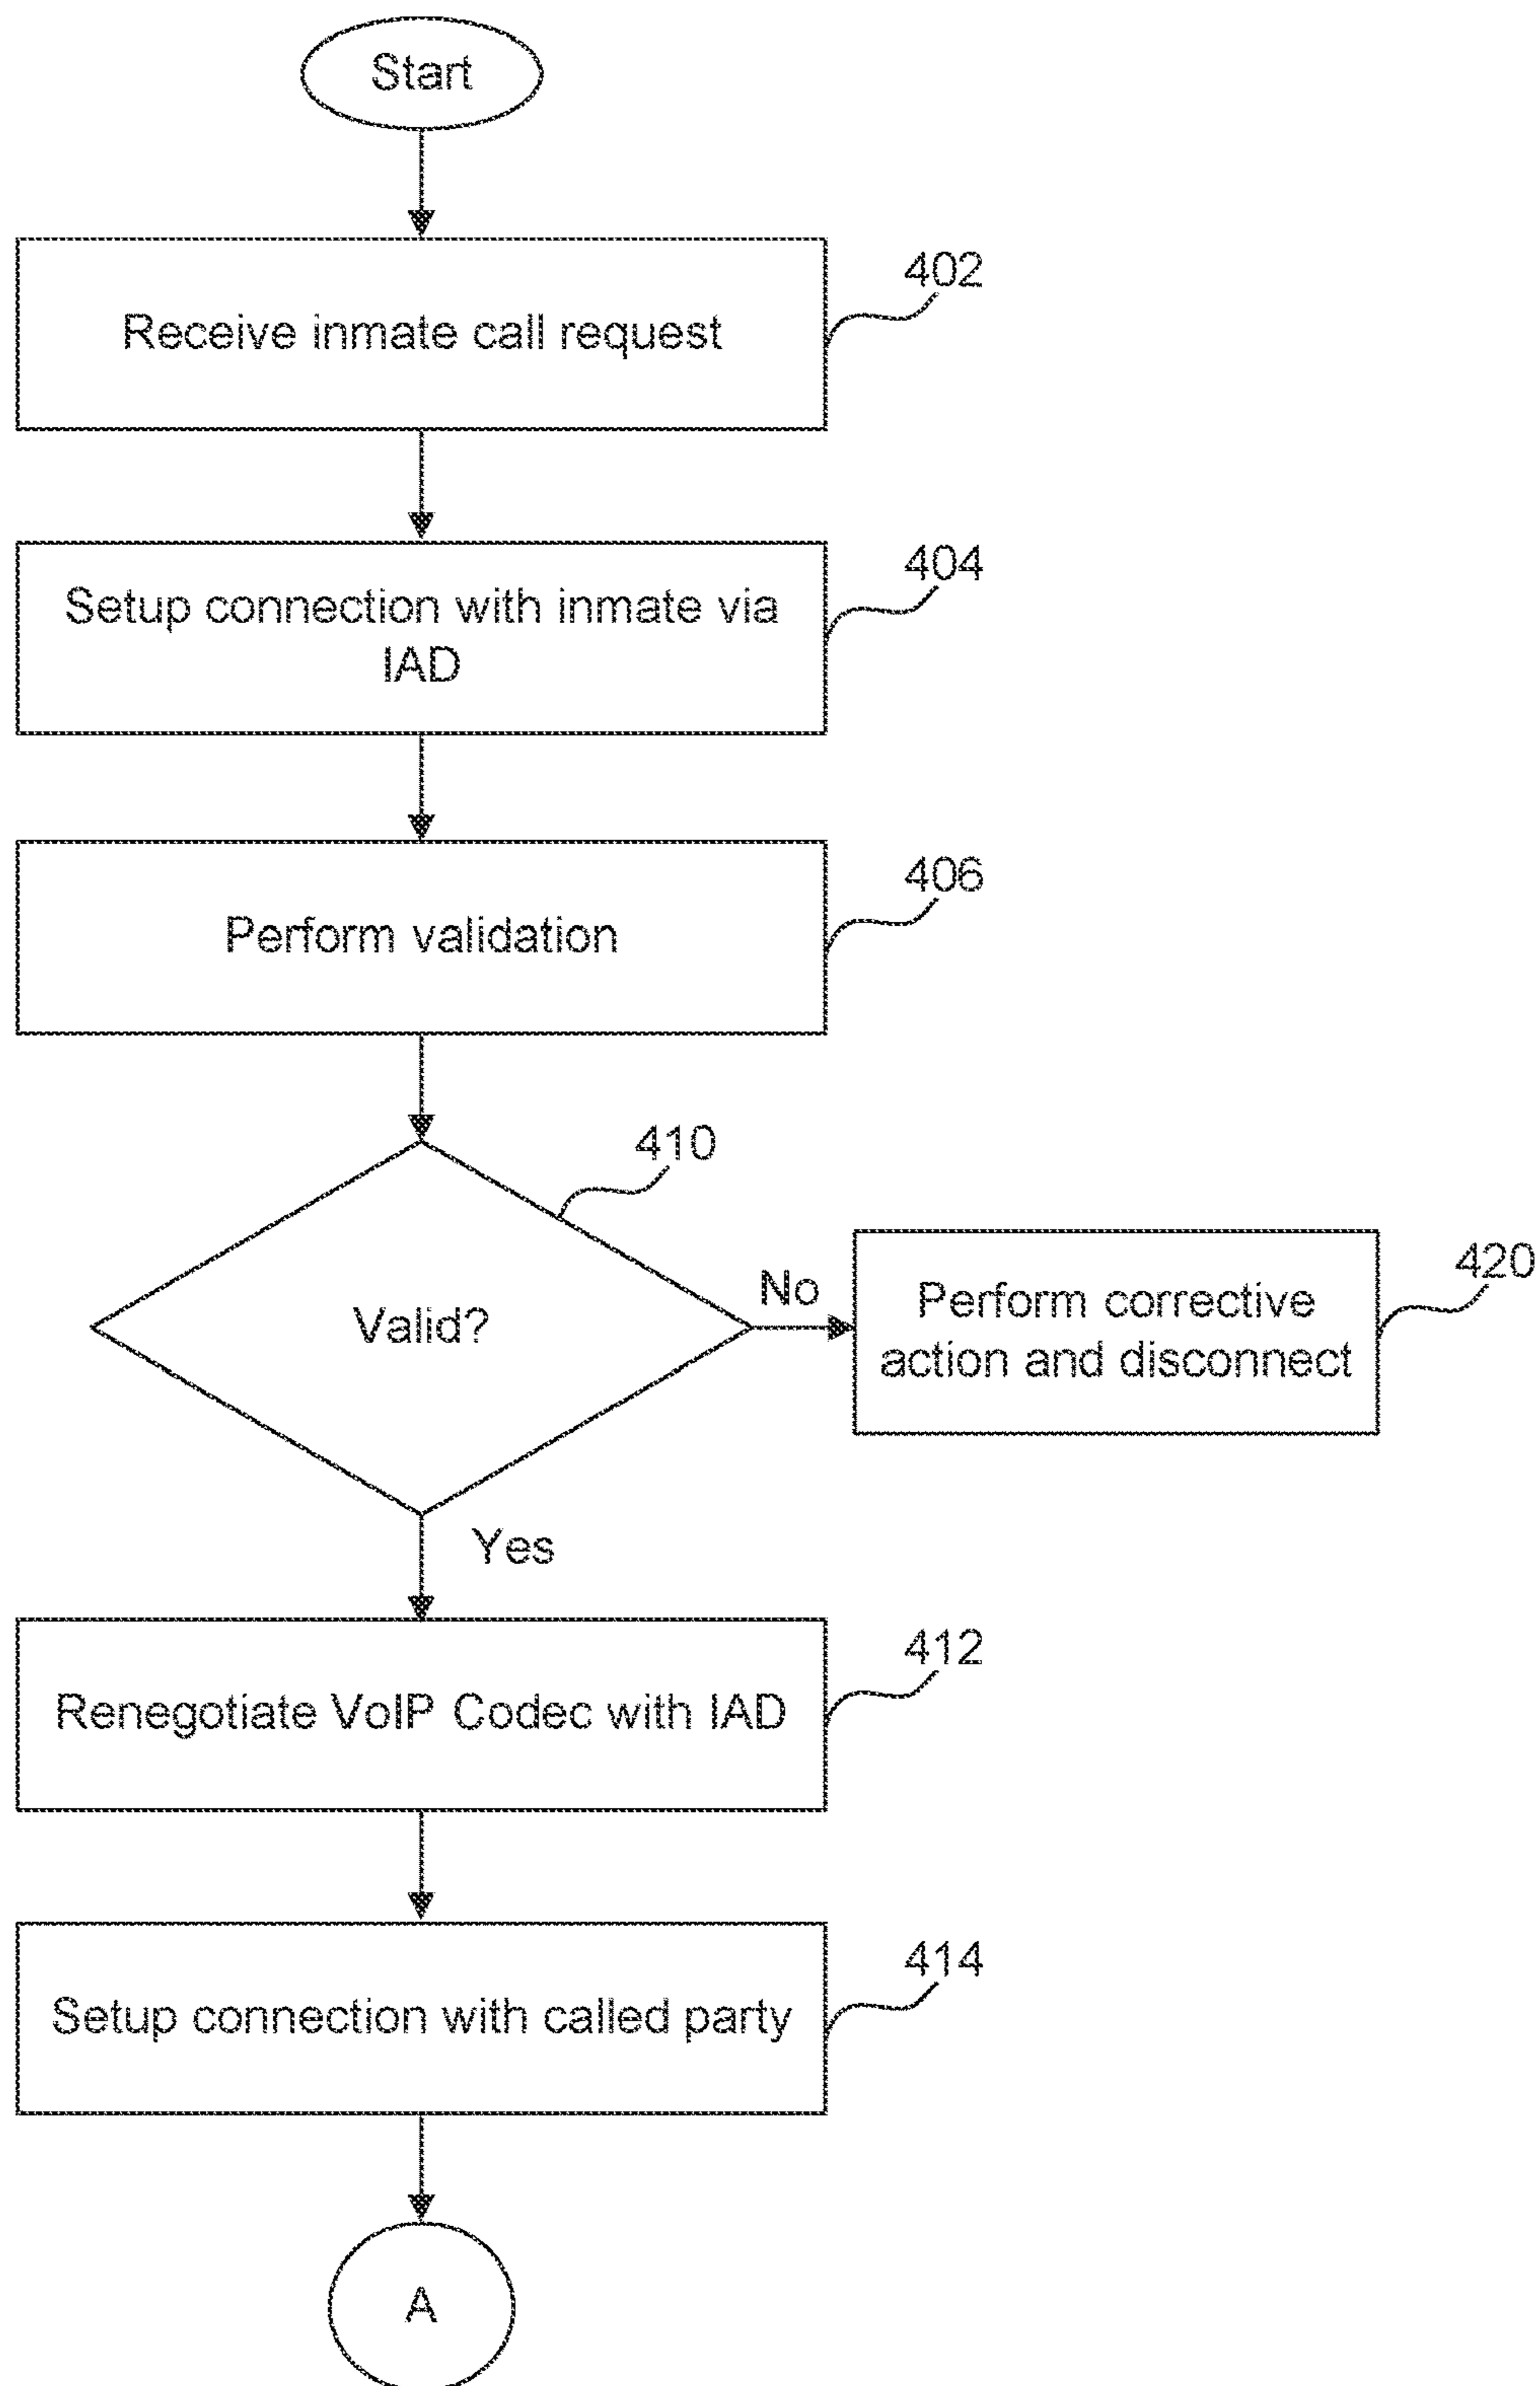 Start
Receive inmate call request
402
Setup connection with inmate via
IAD
404
Perform validation
406
Valid?
410
No
Perform corrective
action and disconnect
420
Yes
Renegotiate VoIP Codec with IAD
412
Setup connection with called party
414
A